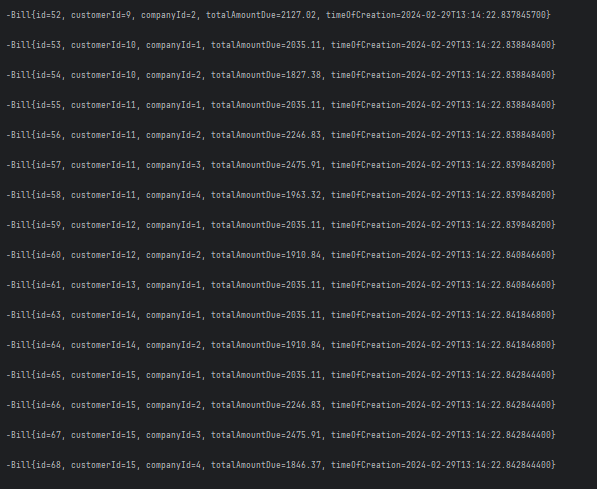 -Bill{id=52, customerId=9, companyId=2, totalAmountDue=2127.02, timeOfCreation=2024-02-29T13:14:22.837845700}
-Bill{id=53, customerId=10, companyId=1, totalAmountDue=2035.11, timeOfCreation=2024-02-29T13:14:22.838848400}
-Bill{id=54, customerId=10, companyId=2, totalAmountDue=1827.38, timeOfCreation=2024-02-29T13:14:22.838848400}
-Bill{id=55, customerId=11, companyId=1, totalAmountDue=2035.11, timeOfCreation=2024-02-29T13:14:22.838848400}
-Bill{id=56, customerId=11, companyId=2, totalAmountDue=2246.83, timeOfCreation=2024-02-29T13:14:22.838848400}
-Bill{id=57, customerId=11, companyId=3, totalAmountDue=2475.91, timeOfCreation=2024-02-29T13:14:22.839848200}
-Bill{id=58, customerId=11, companyId=4, totalAmountDue=1963.32, timeOfCreation=2024-02-29T13:14:22.839848200}
-Bill{id=59, customerId=12, companyId=1, totalAmountDue=2035.11, timeOfCreation=2024-02-29T13:14:22.839848200}
-Bill{id=60, customerId=12, companyId=2, totalAmountDue=1910.84, timeOfCreation=2024-02-29T13:14:22.840846600}
-Bill{id=61, customerId=13, companyId=1, totalAmountDue=2035.11, timeOfCreation=2024-02-29T13:14:22.840846600}
-Bill{id=63, customerId=14, companyId=1, totalAmountDue=2035.11, timeOfCreation=2024-02-29T13:14:22.841846800}
-Bill{id=64, customerId=14, companyId=2, totalAmountDue=1910.84, timeOfCreation=2024-02-29T13:14:22.841846800}
-Bill{id=65, customerId=15, companyId=1, totalAmountDue=2035.11, timeOfCreation=2024-02-29T13:14:22.842844400}
-Bill{id=66, customerId=15, companyId=2, totalAmountDue=2246.83, timeOfCreation=2024-02-29T13:14:22.842844400}
-Bill{id=67, customerId=15, companyId=3, totalAmountDue=2475.91, timeOfCreation=2024-02-29T13:14:22.842844400}
-Bill{id=68, customerId=15, companyId=4, totalAmountDue=1846.37, timeOfCreation=2024-02-29T13:14:22.842844400}